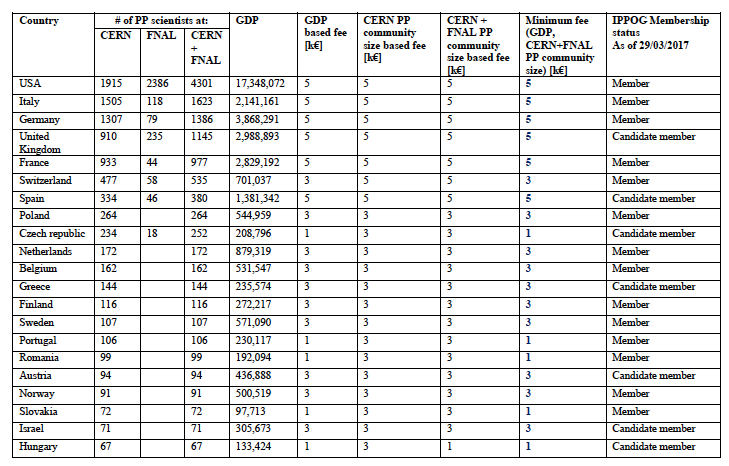 Country # of PP scientists at: GDP GDP based fee [k€] CERN PP community size based fee [k€] CERN + FNAL PP community size based fee [k€] Minimum fee (GDP, CERN+FNAL PP community size) [k€] IPPOG Membership status As of 29/03/2017
CERN FNAL CERN + FNAL
USA 1915 2386 4301 17,348,072 5 5 5 5 Member
Italy 1505 118 1623 2,141,161 5 5 5 5 Member
Germany 1307 79 1386 3,868,291 5 5 5 5 Member
United Kingdom 910 235 1145 2,988,893 5 5 5 5 Candidate member
France 933 44 977 2,829,192 5 5 5 5 Member
Switzerland 477 58 535 701,037 3 5 5 3 Member
Spain 334 46 380 1,381,342 5 5 5 5 Candidate member
Poland 264 264 544,959 3 3 3 3 Member
Czech republic 234 18 252 208,796 1 3 3 1 Candidate member
Netherlands 172 172 879,319 3 3 3 3 Member
Belgium 162 162 531,547 3 3 3 3 Member
Greece 144 144 235,574 3 3 3 3 Candidate member
Finland 116 116 272,217 3 3 3 3 Member
Sweden 107 107 571,090 3 3 3 3 Member
Portugal 106 106 230,117 1 3 3 1 Member
Romania 99 99 192,094 1 3 3 1 Member
Austria 94 94 436,888 3 3 3 3 Candidate member
Norway 91 91 500,519 3 3 3 3 Member
Slovakia 72 72 97,713 1 3 3 1 Member
Israel 71 71 305,673 3 3 3 3 Candidate member
Hungary 67 67 133,424 1 3 1 1 Candidate member